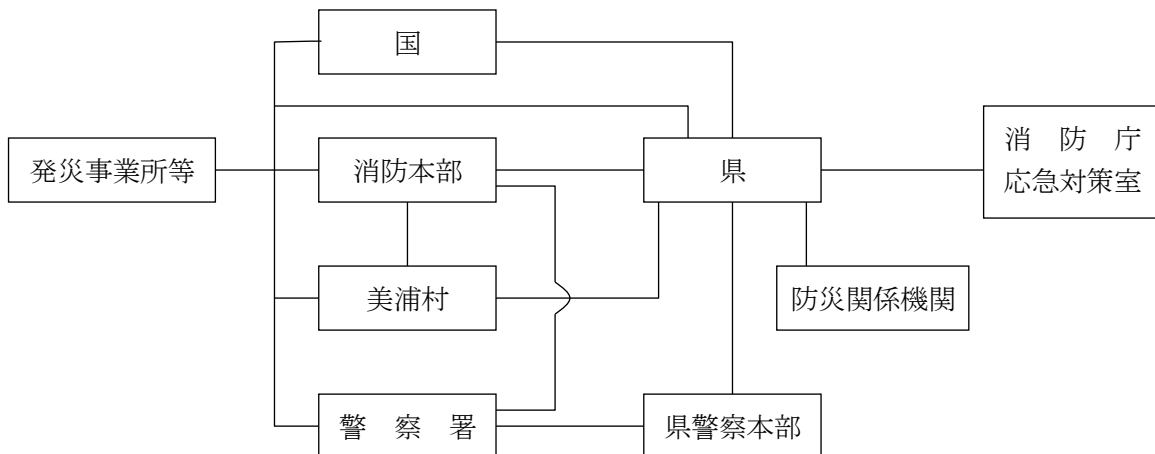 国
発災事業所等
消防本部
県
消　防　庁
応急対策室
美浦村
防災関係機関
警　察　署
県警察本部